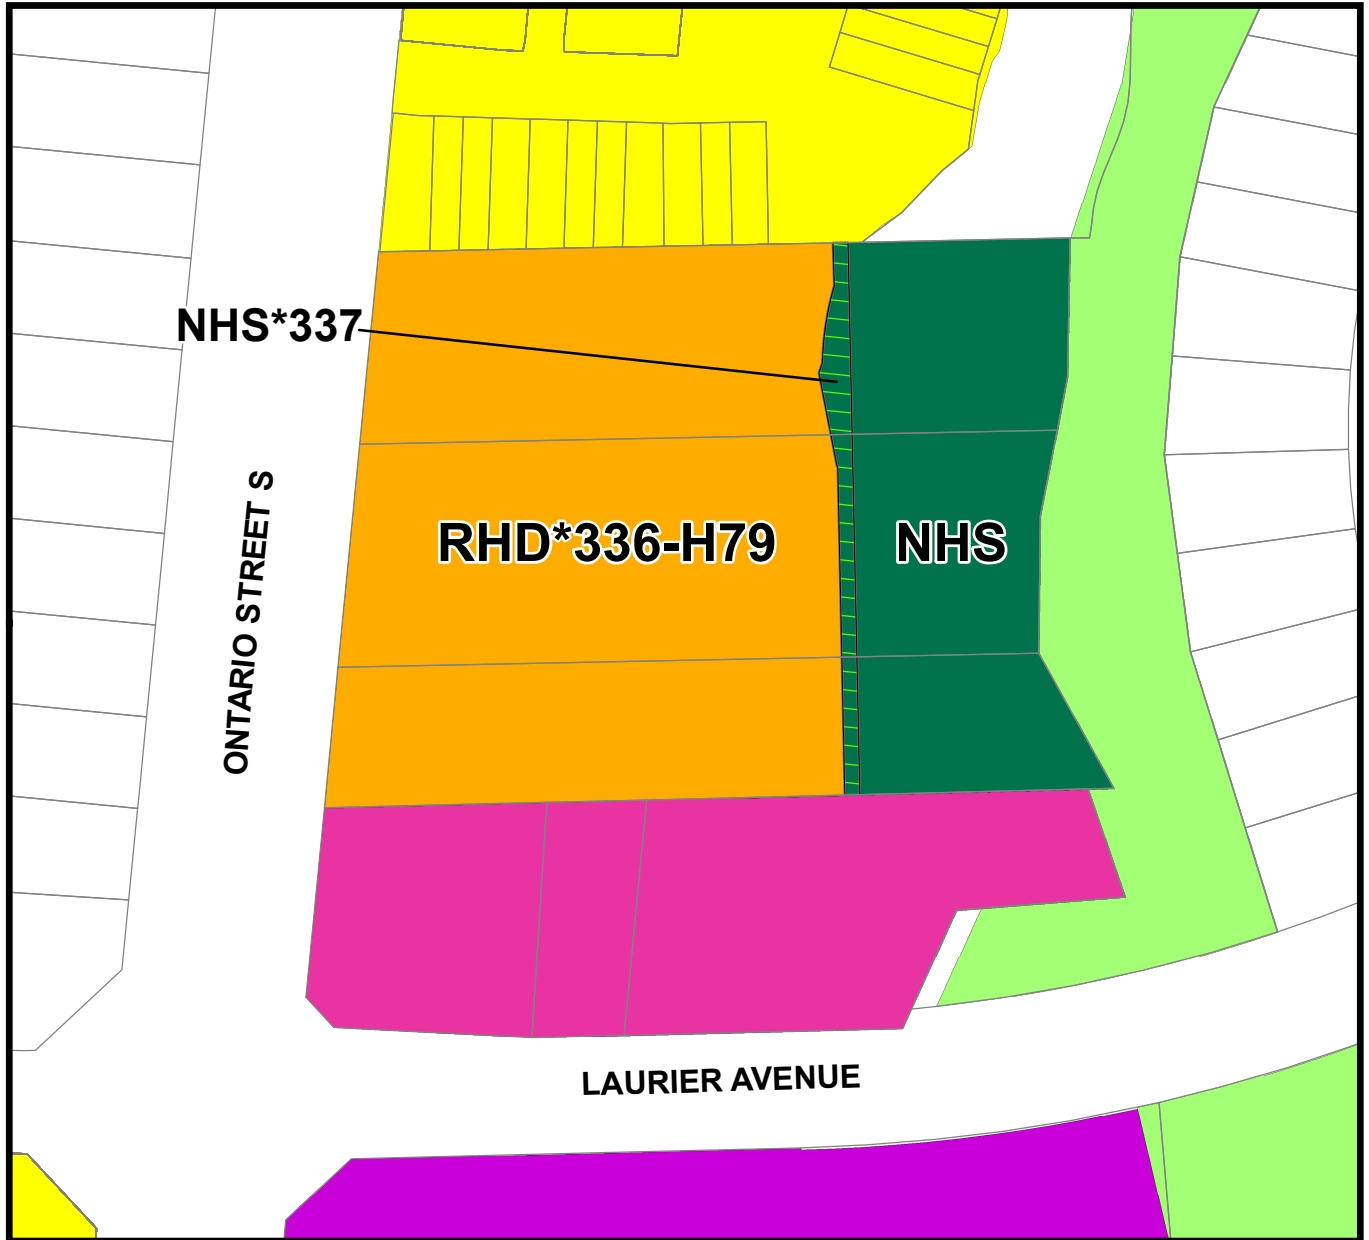 NHS*337
ONTARIO STREET S
RHD*336-H79
NHS
LAURIER AVENUE